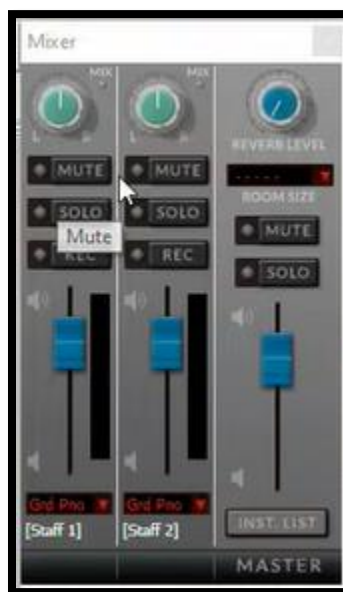 Mixer
MIX MIX
L R L R
REVERB LEVEL
MUTE MUTE
-----
ROOM SIZE
SOLO SOLO
MUTE
Mute
REC REC
SOLO
Grd Pno Grd Pno
[Staff 1] [Staff 2]
INST. LIST
MASTER